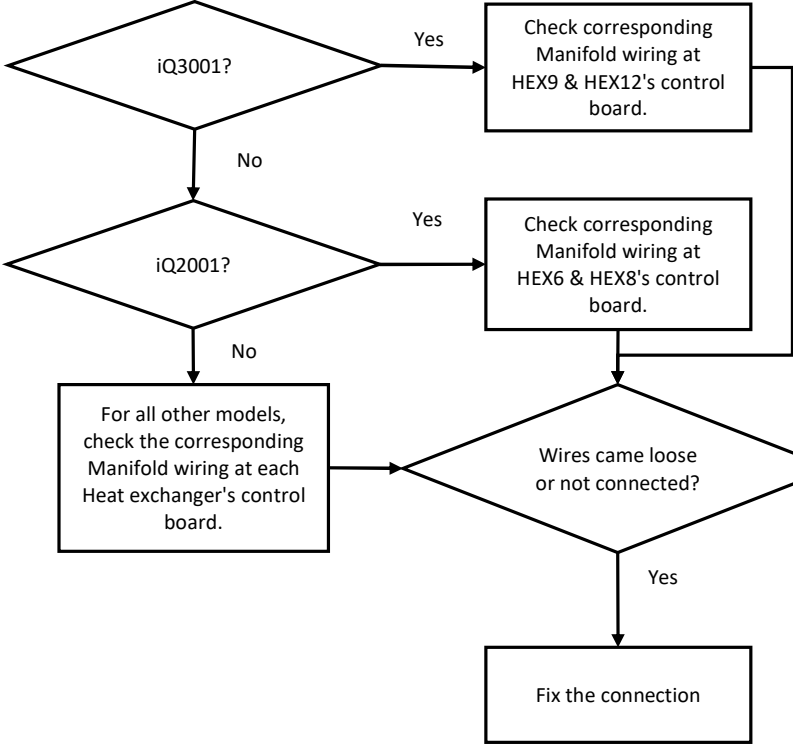 iQ3001?
Yes
Check corresponding
Manifold wiring at
HEX9 & HEX12's control
board.
No
iQ2001?
Yes
Check corresponding
Manifold wiring at
HEX6 & HEX8's control
board.
No
For all other models,
check the corresponding
Manifold wiring at each
Heat exchanger's control
board.
Wires came loose
or not connected?
Yes
Fix the connection